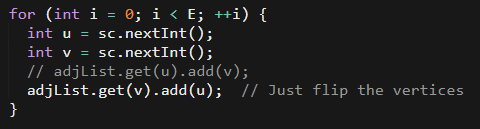 for (int i = 0; i < E; ++i) {
  int u = sc.nextInt();
  int v = sc.nextInt();
  // adjList.get(u).add(v);
  adjList.get(v).add(u);  // Just flip the vertices
}